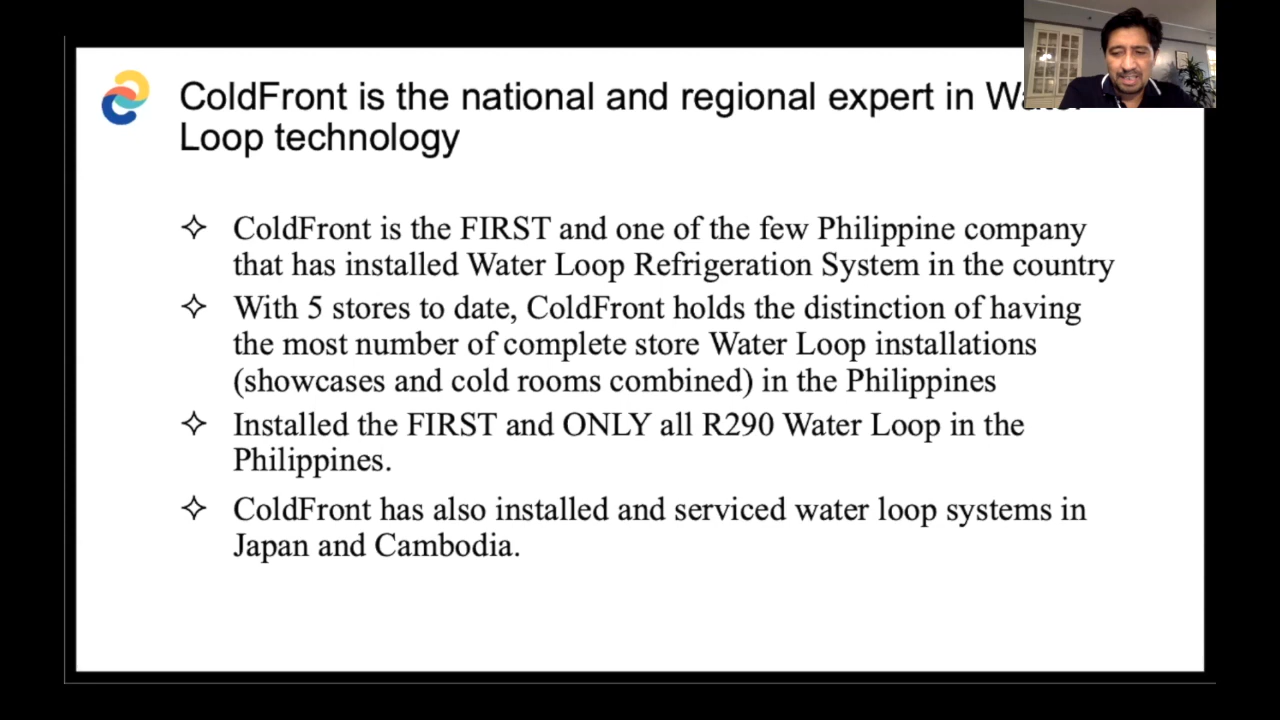 ColdFront is the national and regional expert in Water
Loop technology
✧ ColdFront is the FIRST and one of the few Philippine company
that has installed Water Loop Refrigeration System in the country
✧ With 5 stores to date, ColdFront holds the distinction of having
the most number of complete store Water Loop installations
(showcases and cold rooms combined) in the Philippines
✧ Installed the FIRST and ONLY all R290 Water Loop in the
Philippines.
✧ ColdFront has also installed and serviced water loop systems in
Japan and Cambodia.